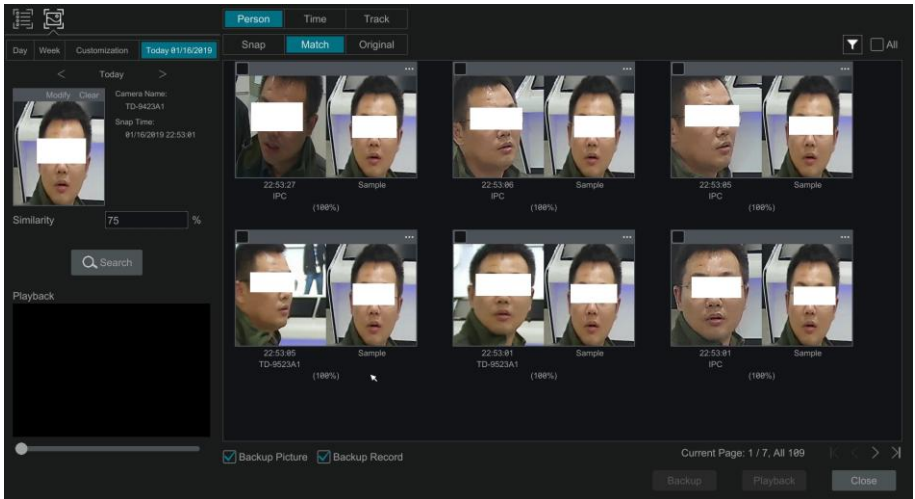 Person Time Track
Day Week Customization Today 01/16/2019
Snap Match Original
All
< Today >
Modify Clear
Camera Name:
TD-9423A1
Snap Time:
01/16/2019 22:53:01
Similarity 75 %
Search
Playback
22:53:27 Sample
IPC
(100%)
22:53:06 Sample
IPC
(100%)
22:53:05 Sample
IPC
(100%)
22:53:05 Sample
TD-9523A1
(100%)
22:53:01 Sample
TD-9523A1
(100%)
22:53:01 Sample
IPC
(100%)
Backup Picture Backup Record
Current Page: 1 / 7, All 109
Backup Playback Close